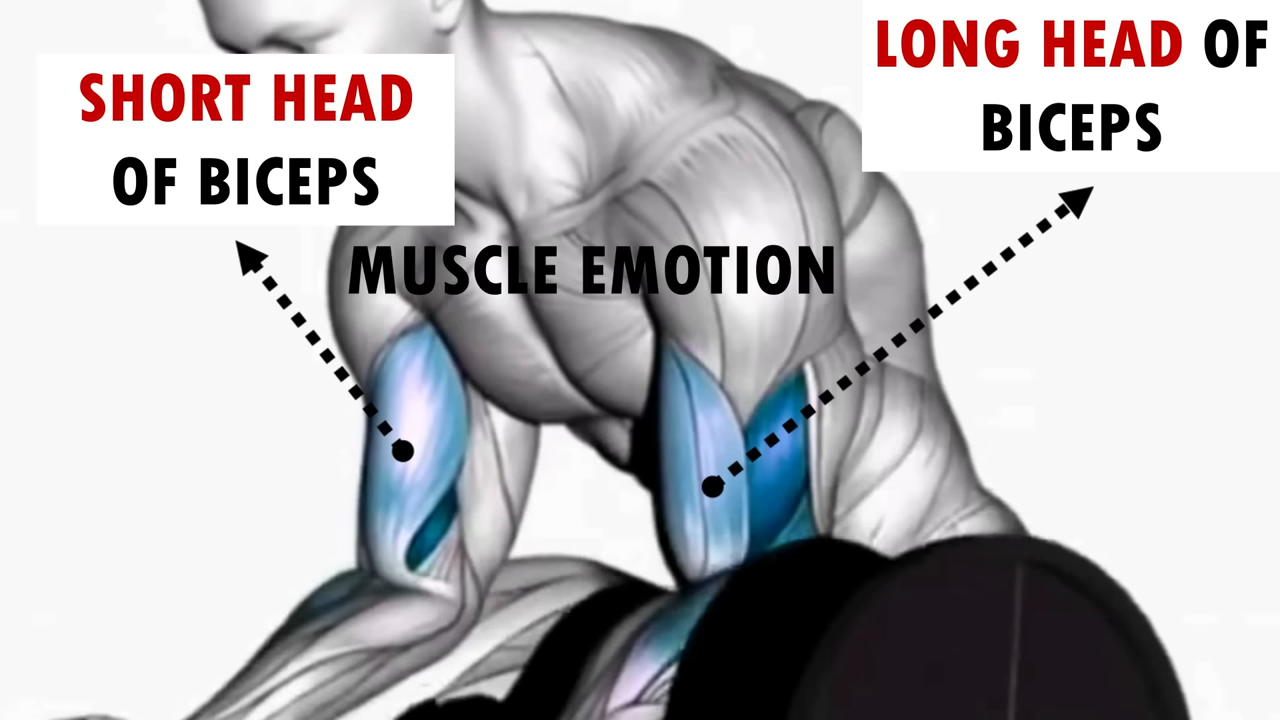 SHORT HEAD
OF BICEPS
LONG HEAD OF
BICEPS
MUSCLE EMOTION